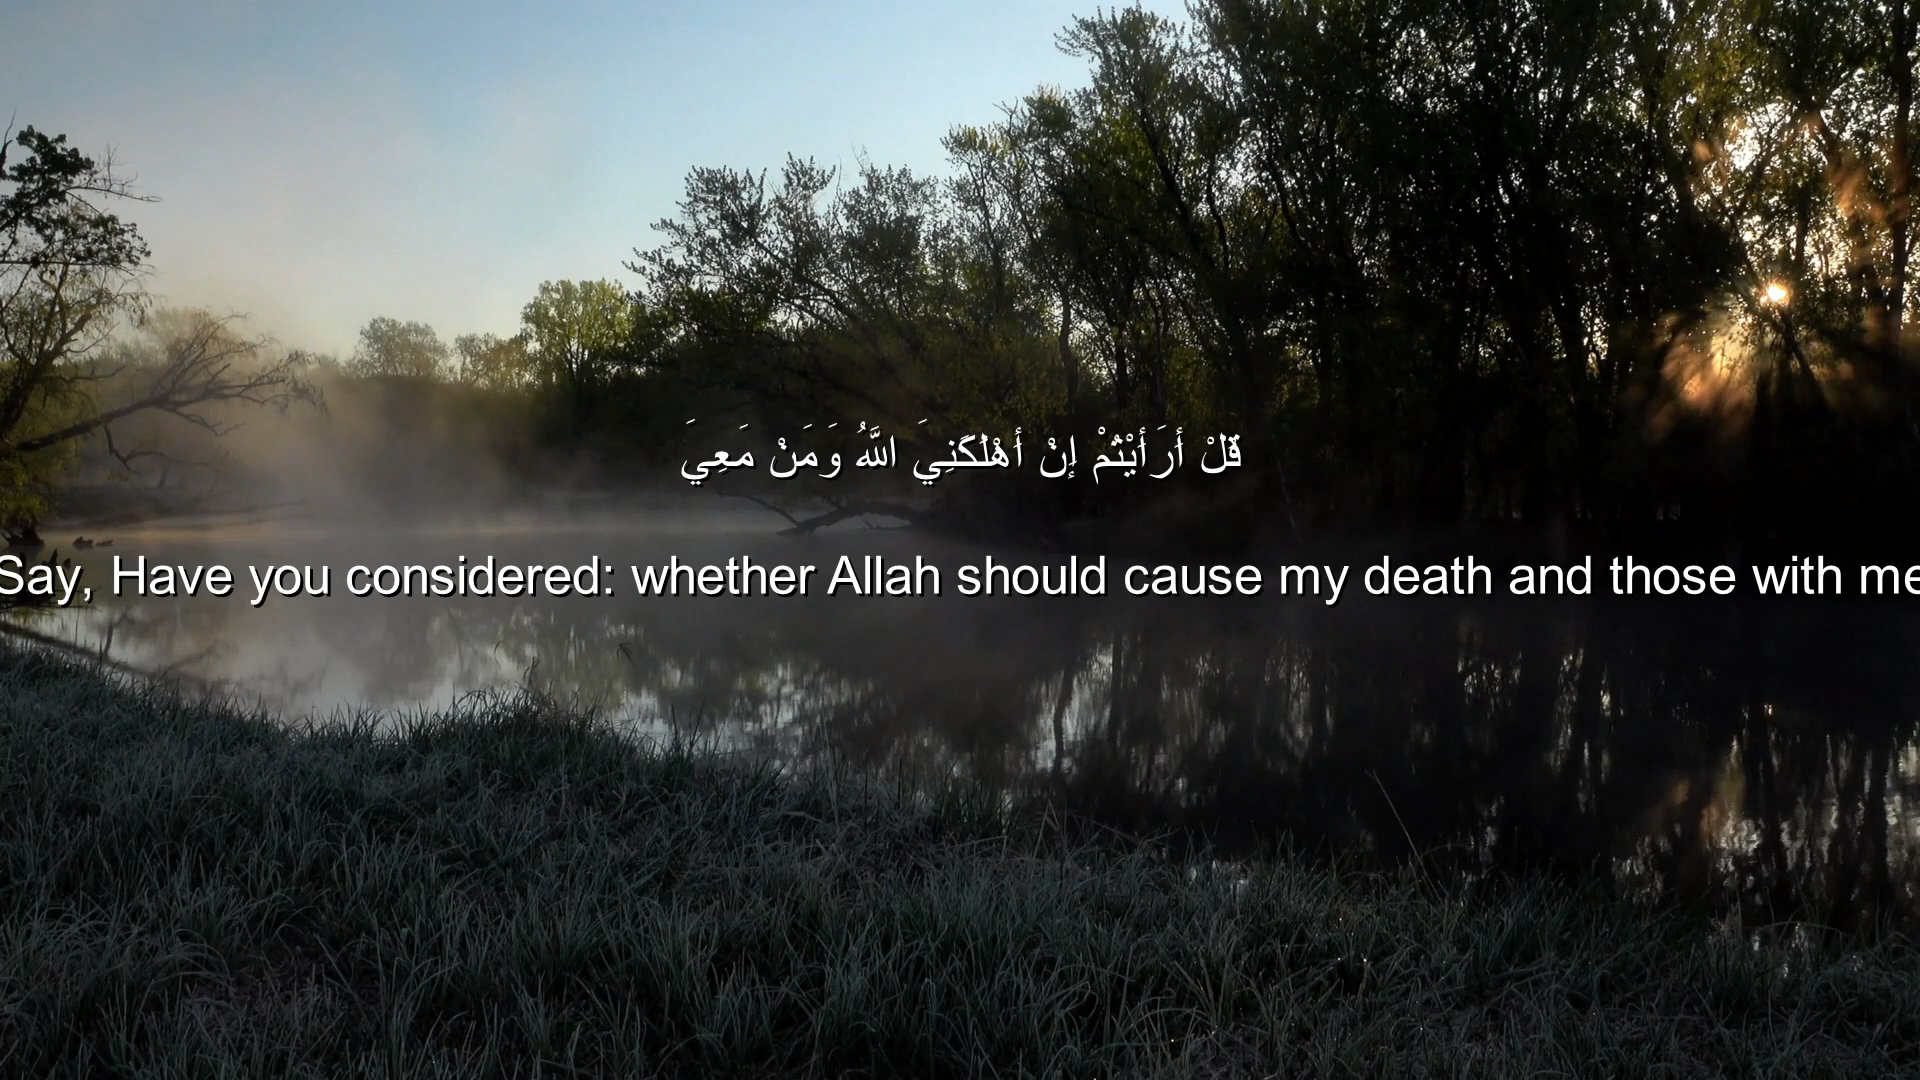 قُلْ أَرَأَيْتُمْ إِنْ أَهْلَكَنِيَ اللَّهُ وَمَنْ مَعِيَ
Say, Have you considered: whether Allah should cause my death and those with me